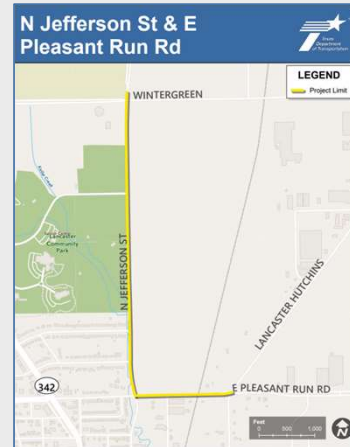 N Jefferson St & E
Pleasant Run Rd
Texas
Department
of Transportation
LEGEND
Project Limit
WINTERGREEN
Lancaster
Community
Park
N JEFFERSON ST
LANCASTER HUTCHINS
342
E PLEASANT RUN RD
Feet
0 500 1,000
N